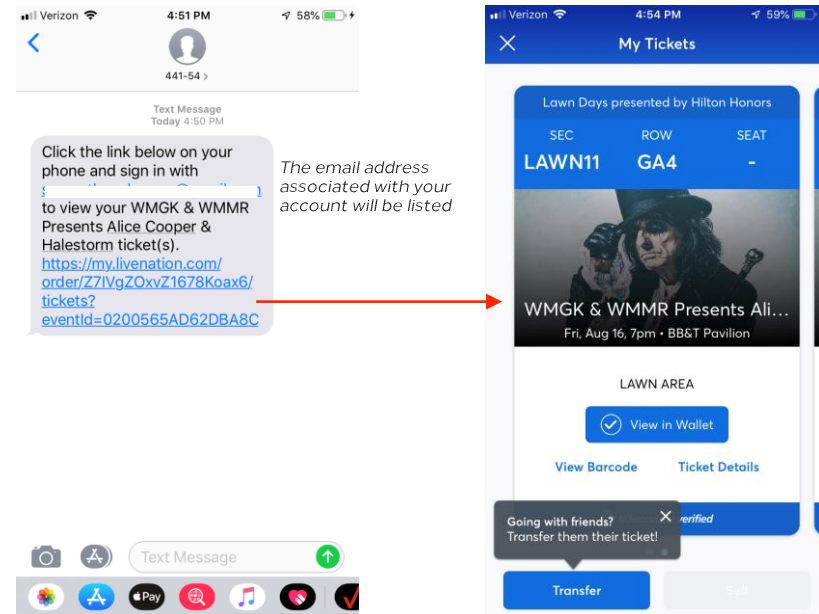 Verizon
4:51 PM
58%
441-54 >
Text Message
Today 4:50 PM
Click the link below on your
phone and sign in with
to view your WMGK & WMMR
Presents Alice Cooper &
Halestorm ticket(s).
https://my.livenation.com/
order/Z7IVgZOxvZ1678Koax6/
tickets?
eventId=0200565AD62DBA8C
Text Message
Pay
The email address
associated with your
account will be listed
Verizon
4:54 PM
59%
My Tickets
Lawn Days presented by Hilton Honors
SEC ROW SEAT
LAWN11 GA4 -
WMGK & WMMR Presents Ali...
Fri, Aug 16, 7pm • BB&T Pavilion
LAWN AREA
View in Wallet
View Barcode Ticket Details
verified
Going with friends?
Transfer them their ticket!
Transfer
Sell